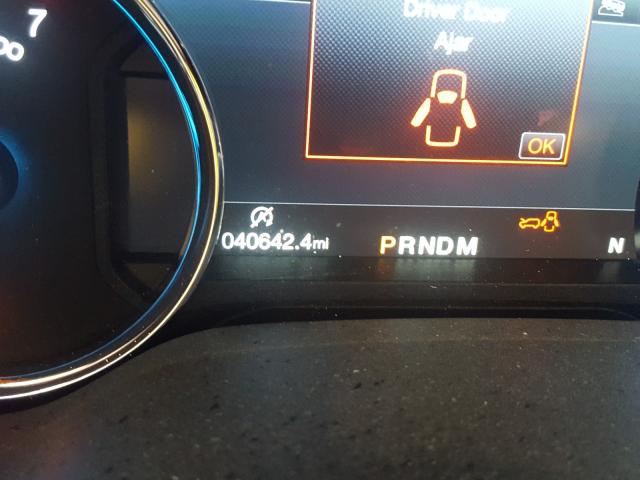 7
Driver Door
Ajar
OK
040642.4mi
PRNDM
N